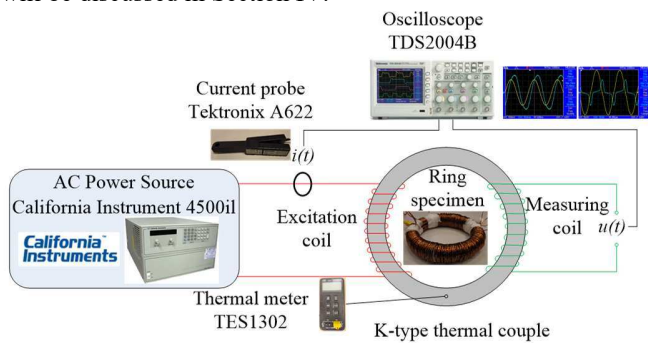 will be discussed in Section IV.
Oscilloscope
TDS2004B
Current probe
Tektronix A622
i(t)
AC Power Source
California Instrument 4500il
California
Instruments
Excitation
coil
Ring
specimen
Measuring
coil
u(t)
Thermal meter
TES1302
K-type thermal couple